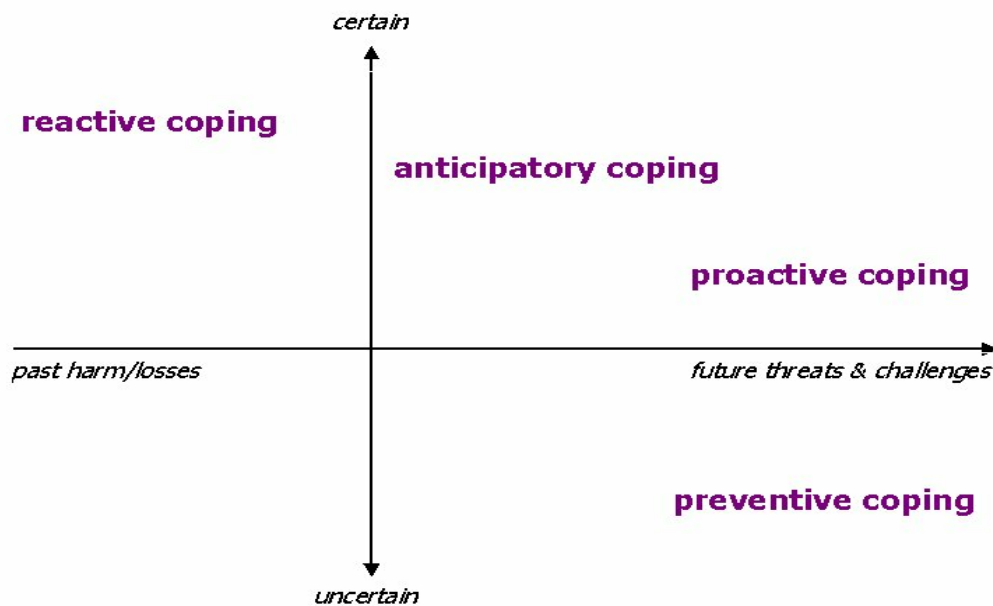 certain
reactive coping
anticipatory coping
proactive coping
past harm/losses
future threats & challenges
preventive coping
uncertain